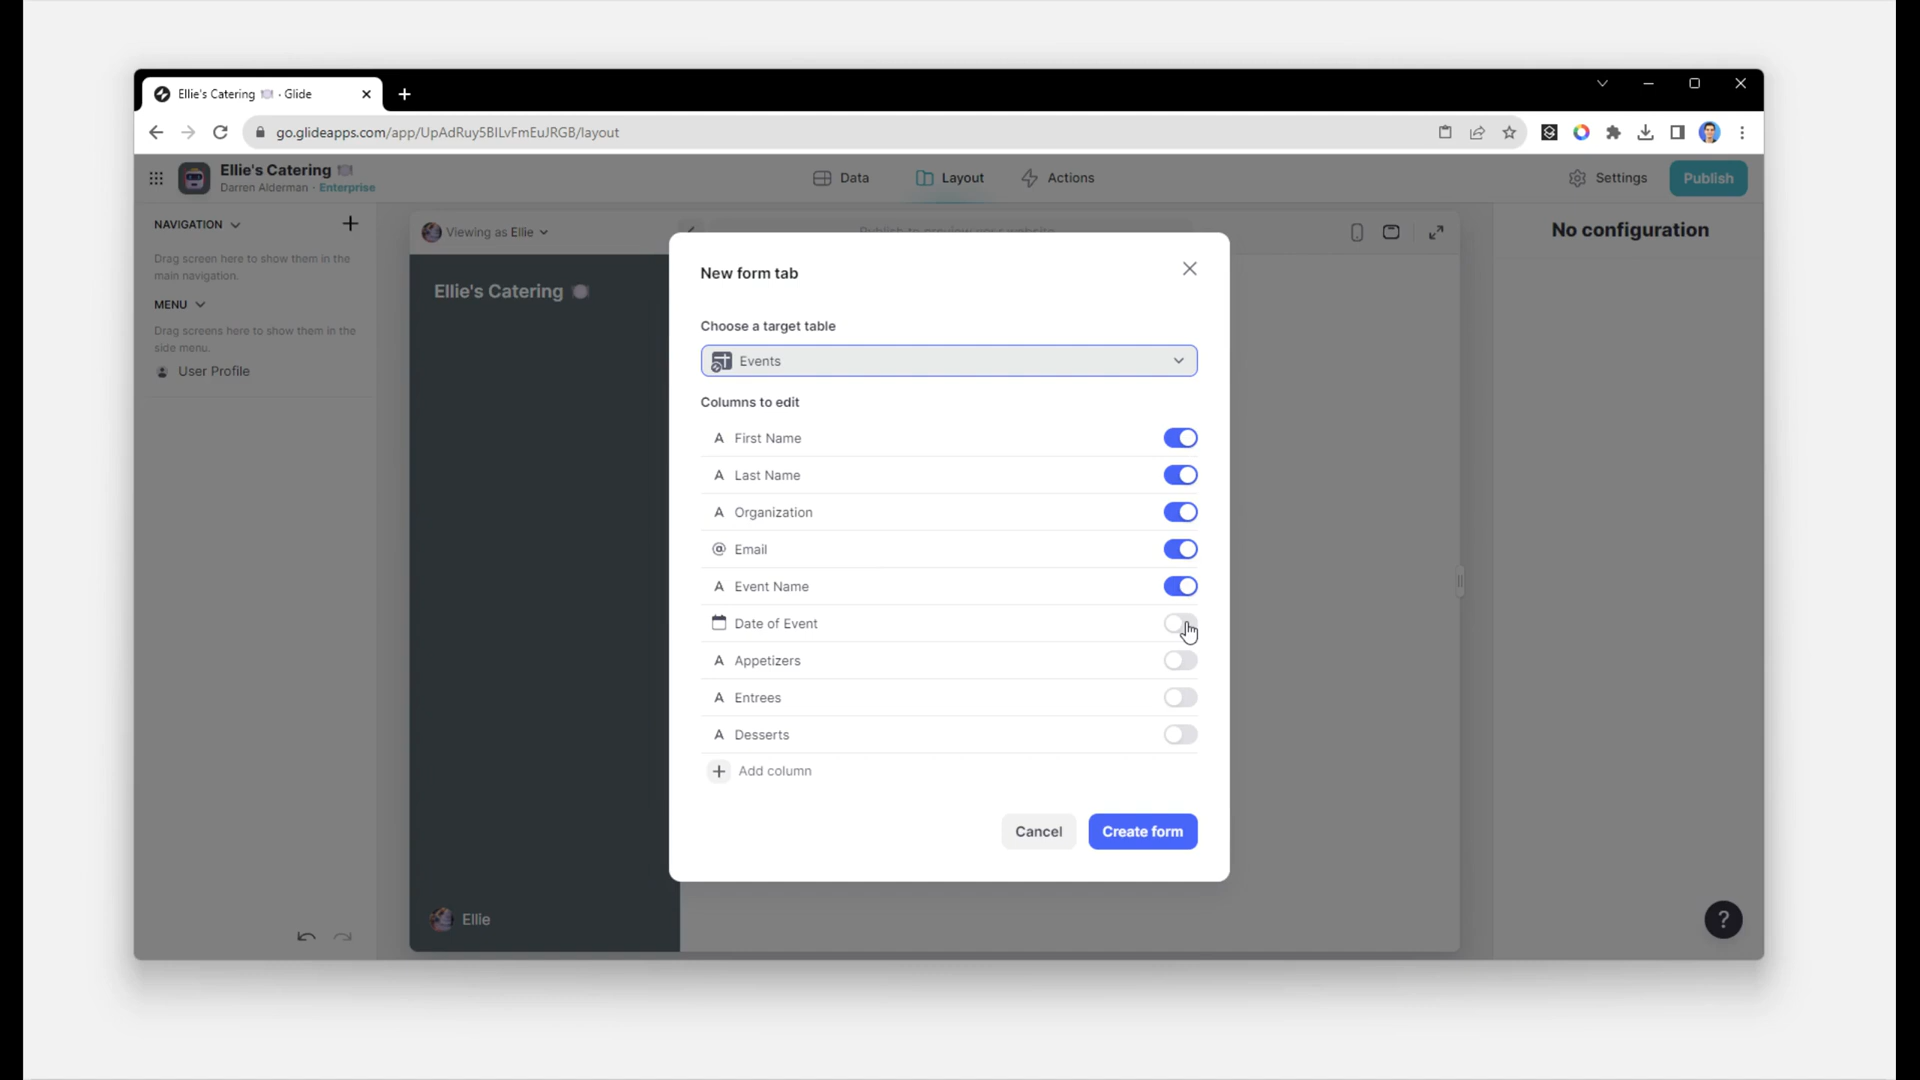 Ellie's Catering 🍽️ · Glide
go.glideapps.com/app/UpAdRuy5BILvFmEuJRGB/layout
Ellie's Catering 🍽️
Darren Alderman · Enterprise
Data
Layout
Actions
Settings
Publish
NAVIGATION
Drag screen here to show them in the
main navigation.
MENU
Drag screens here to show them in the
side menu.
User Profile
Viewing as Ellie
Publish to preview your website
No configuration
Ellie's Catering 🍽️
Ellie
New form tab
Choose a target table
Events
Columns to edit
A First Name
A Last Name
A Organization
@ Email
A Event Name
Date of Event
A Appetizers
A Entrees
A Desserts
+ Add column
Cancel
Create form
?